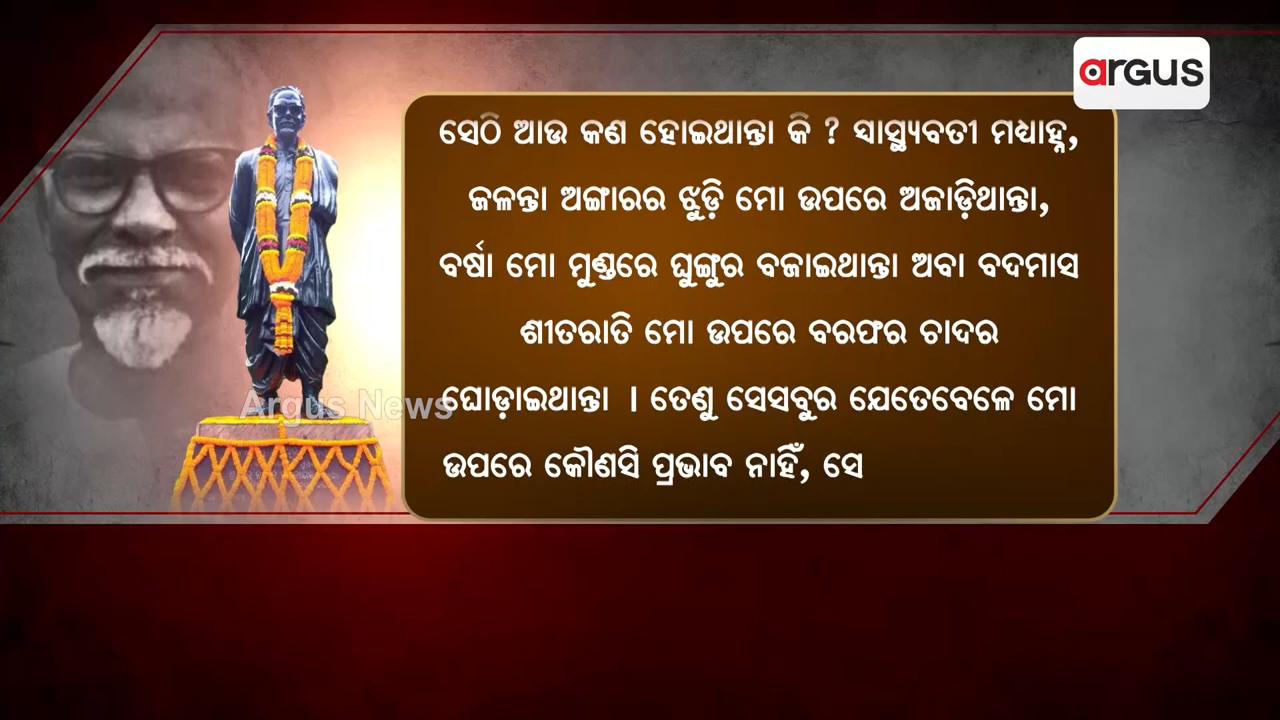 argus
ସେଠି ଆଉ କଣ ହୋଇଥାନ୍ତା କି ? ସାସ୍ଥ୍ୟବତୀ ମଧାହ୍ନ,
ଜଳନ୍ତା ଅଙ୍ଗାରର ଝୁଡ଼ି ମୋ ଉପରେ ଅଜାଡ଼ିଥାନ୍ତା,
ବର୍ଷା ମୋ ମୁଣ୍ଡରେ ଘୁଙ୍ଗୁର ବଜାଇଥାନ୍ତା ଅବା ବଦମାସ
ଶୀତରାତି ମୋ ଉପରେ ବରଫର ଚାଦର
ଘୋଡ଼ାଇଥାନ୍ତା । ତେଣୁ ସେସବୁର ଯେତେବେଳେ ମୋ
ଉପରେ କୌଣସି ପ୍ରଭାବ ନାହିଁ, ସେ
Argus News